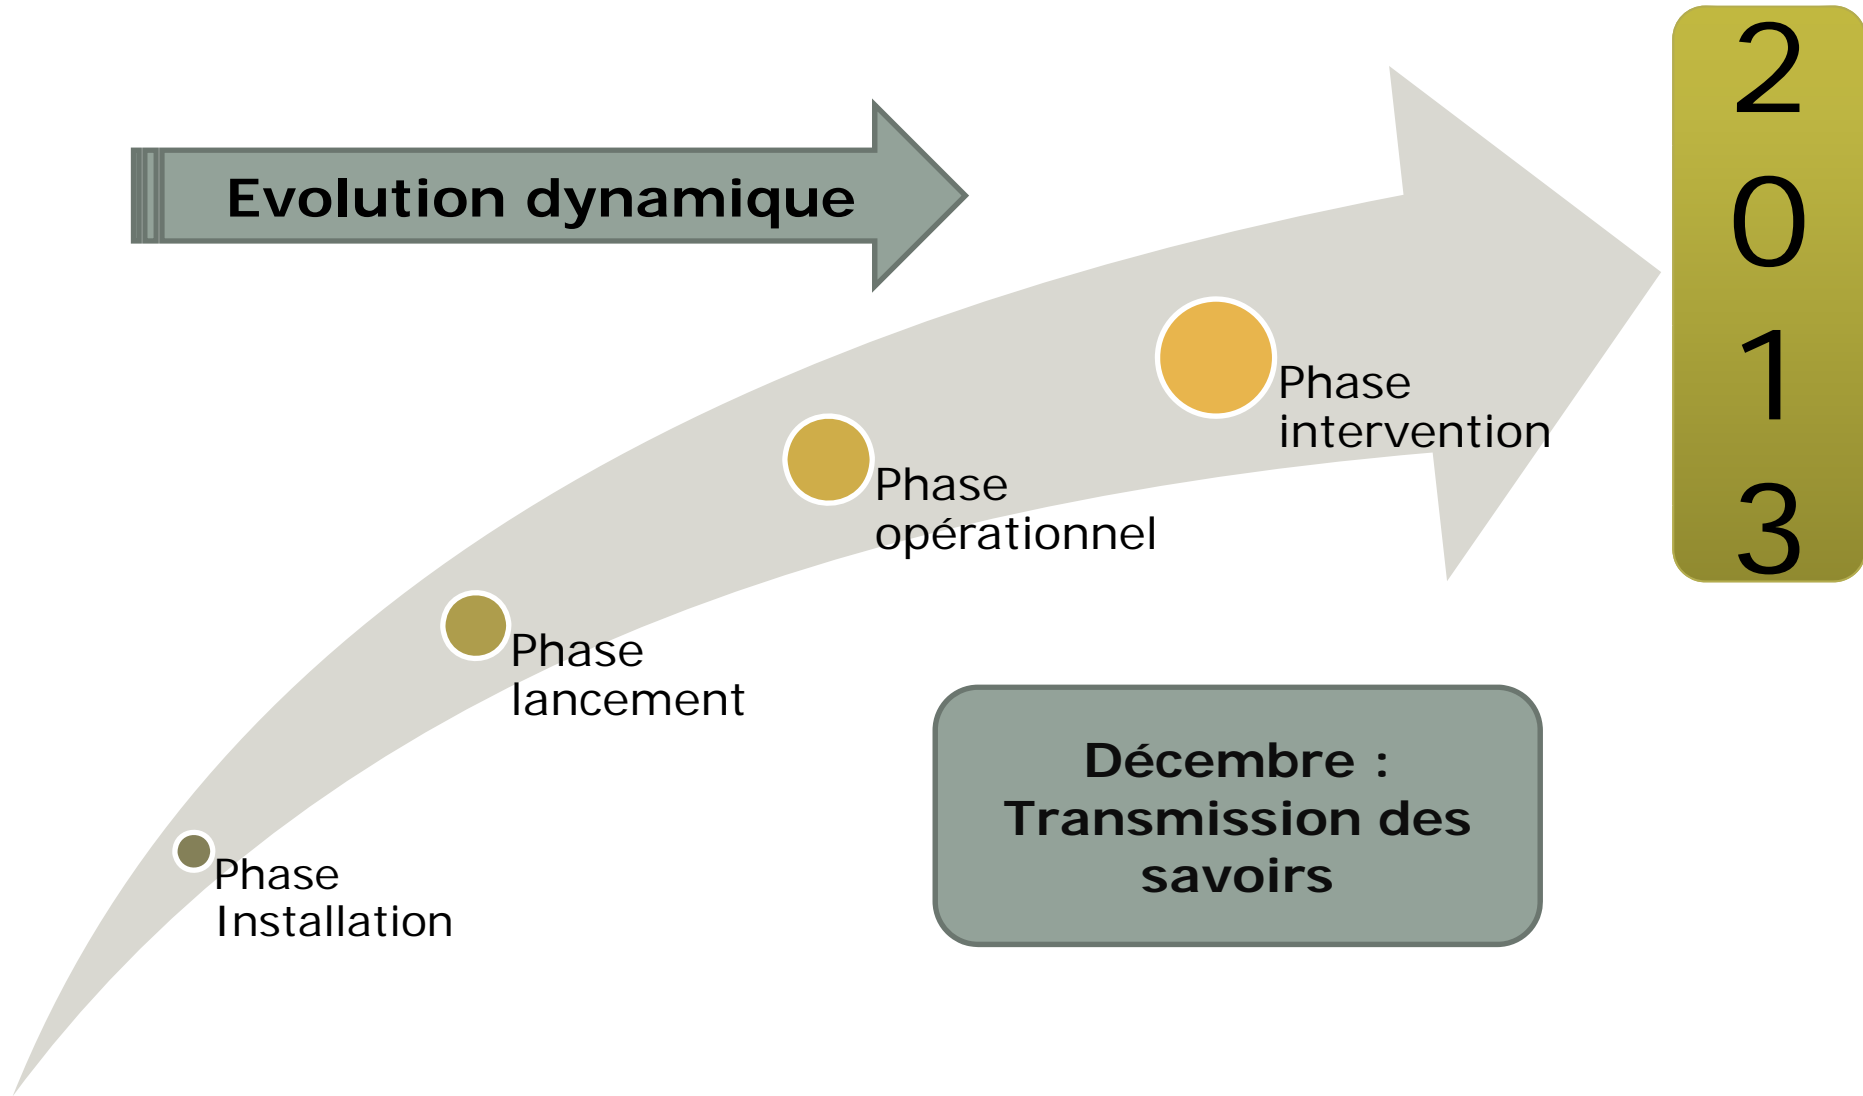 Evolution dynamique
2
0
1
3
Phase
intervention
Phase
opérationnel
Phase
lancement
Phase
Installation
Décembre :
Transmission des
savoirs